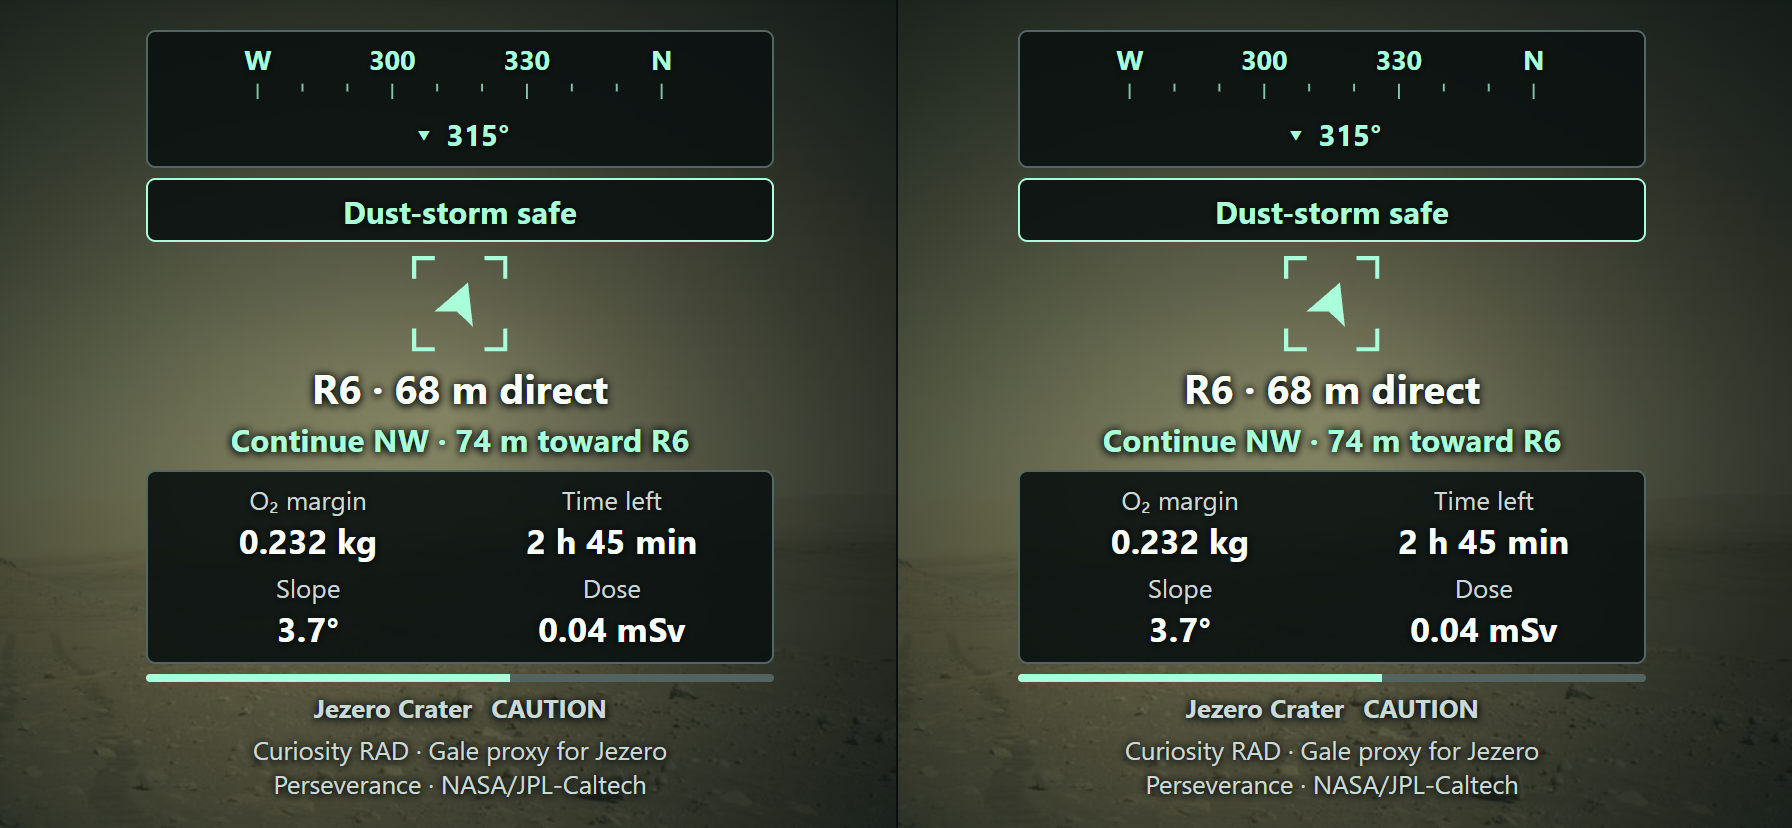 W 300 330 N
315°
Dust-storm safe
R6 · 68 m direct
Continue NW · 74 m toward R6
O₂ margin Time left
0.232 kg 2 h 45 min
Slope Dose
3.7° 0.04 mSv
Jezero Crater CAUTION
Curiosity RAD · Gale proxy for Jezero
Perseverance · NASA/JPL-Caltech
W 300 330 N
315°
Dust-storm safe
R6 · 68 m direct
Continue NW · 74 m toward R6
O₂ margin Time left
0.232 kg 2 h 45 min
Slope Dose
3.7° 0.04 mSv
Jezero Crater CAUTION
Curiosity RAD · Gale proxy for Jezero
Perseverance · NASA/JPL-Caltech